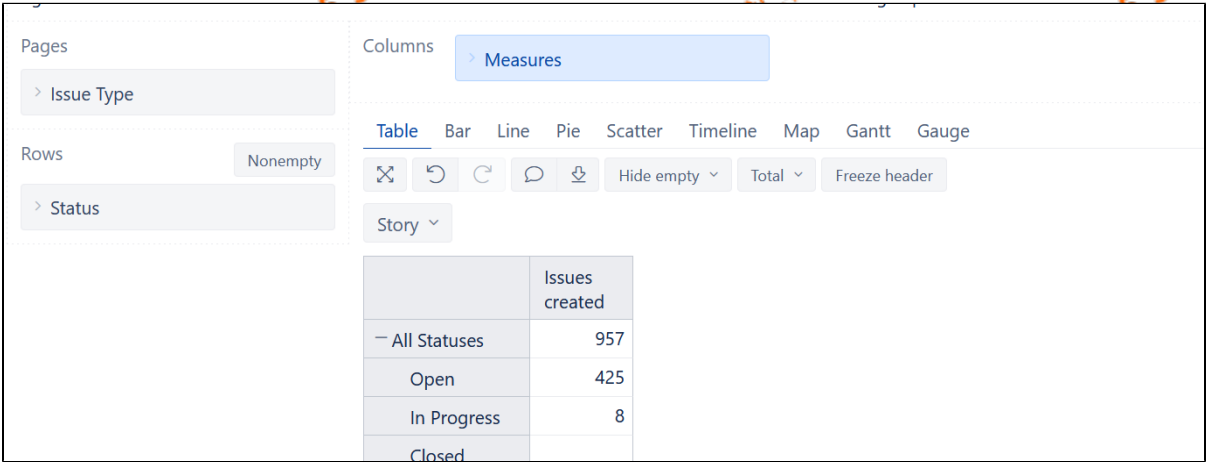 Pages
Issue Type
Rows
Nonempty
Status
Columns
Measures
Table Bar Line Pie Scatter Timeline Map Gantt Gauge
Hide empty Total Freeze header
Story
Issues
created
All Statuses 957
Open 425
In Progress 8
Closed